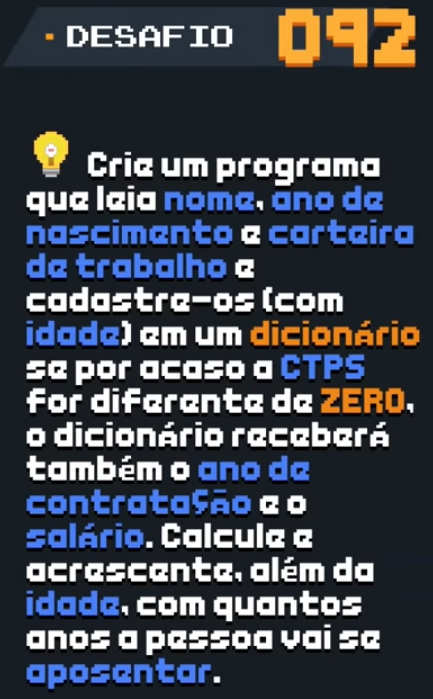 DESAFIO 092
Crie um programa
que leia nome, ano de
nascimento e carteira
de trabalho e
cadastre-os (com
idade) em um dicionário
se por acaso a CTPS
for diferente de ZERO,
o dicionário receberá
também o ano de
contratação e o
salário. Calcule e
acrescente, além da
idade, com quantos
anos a pessoa vai se
aposentar.